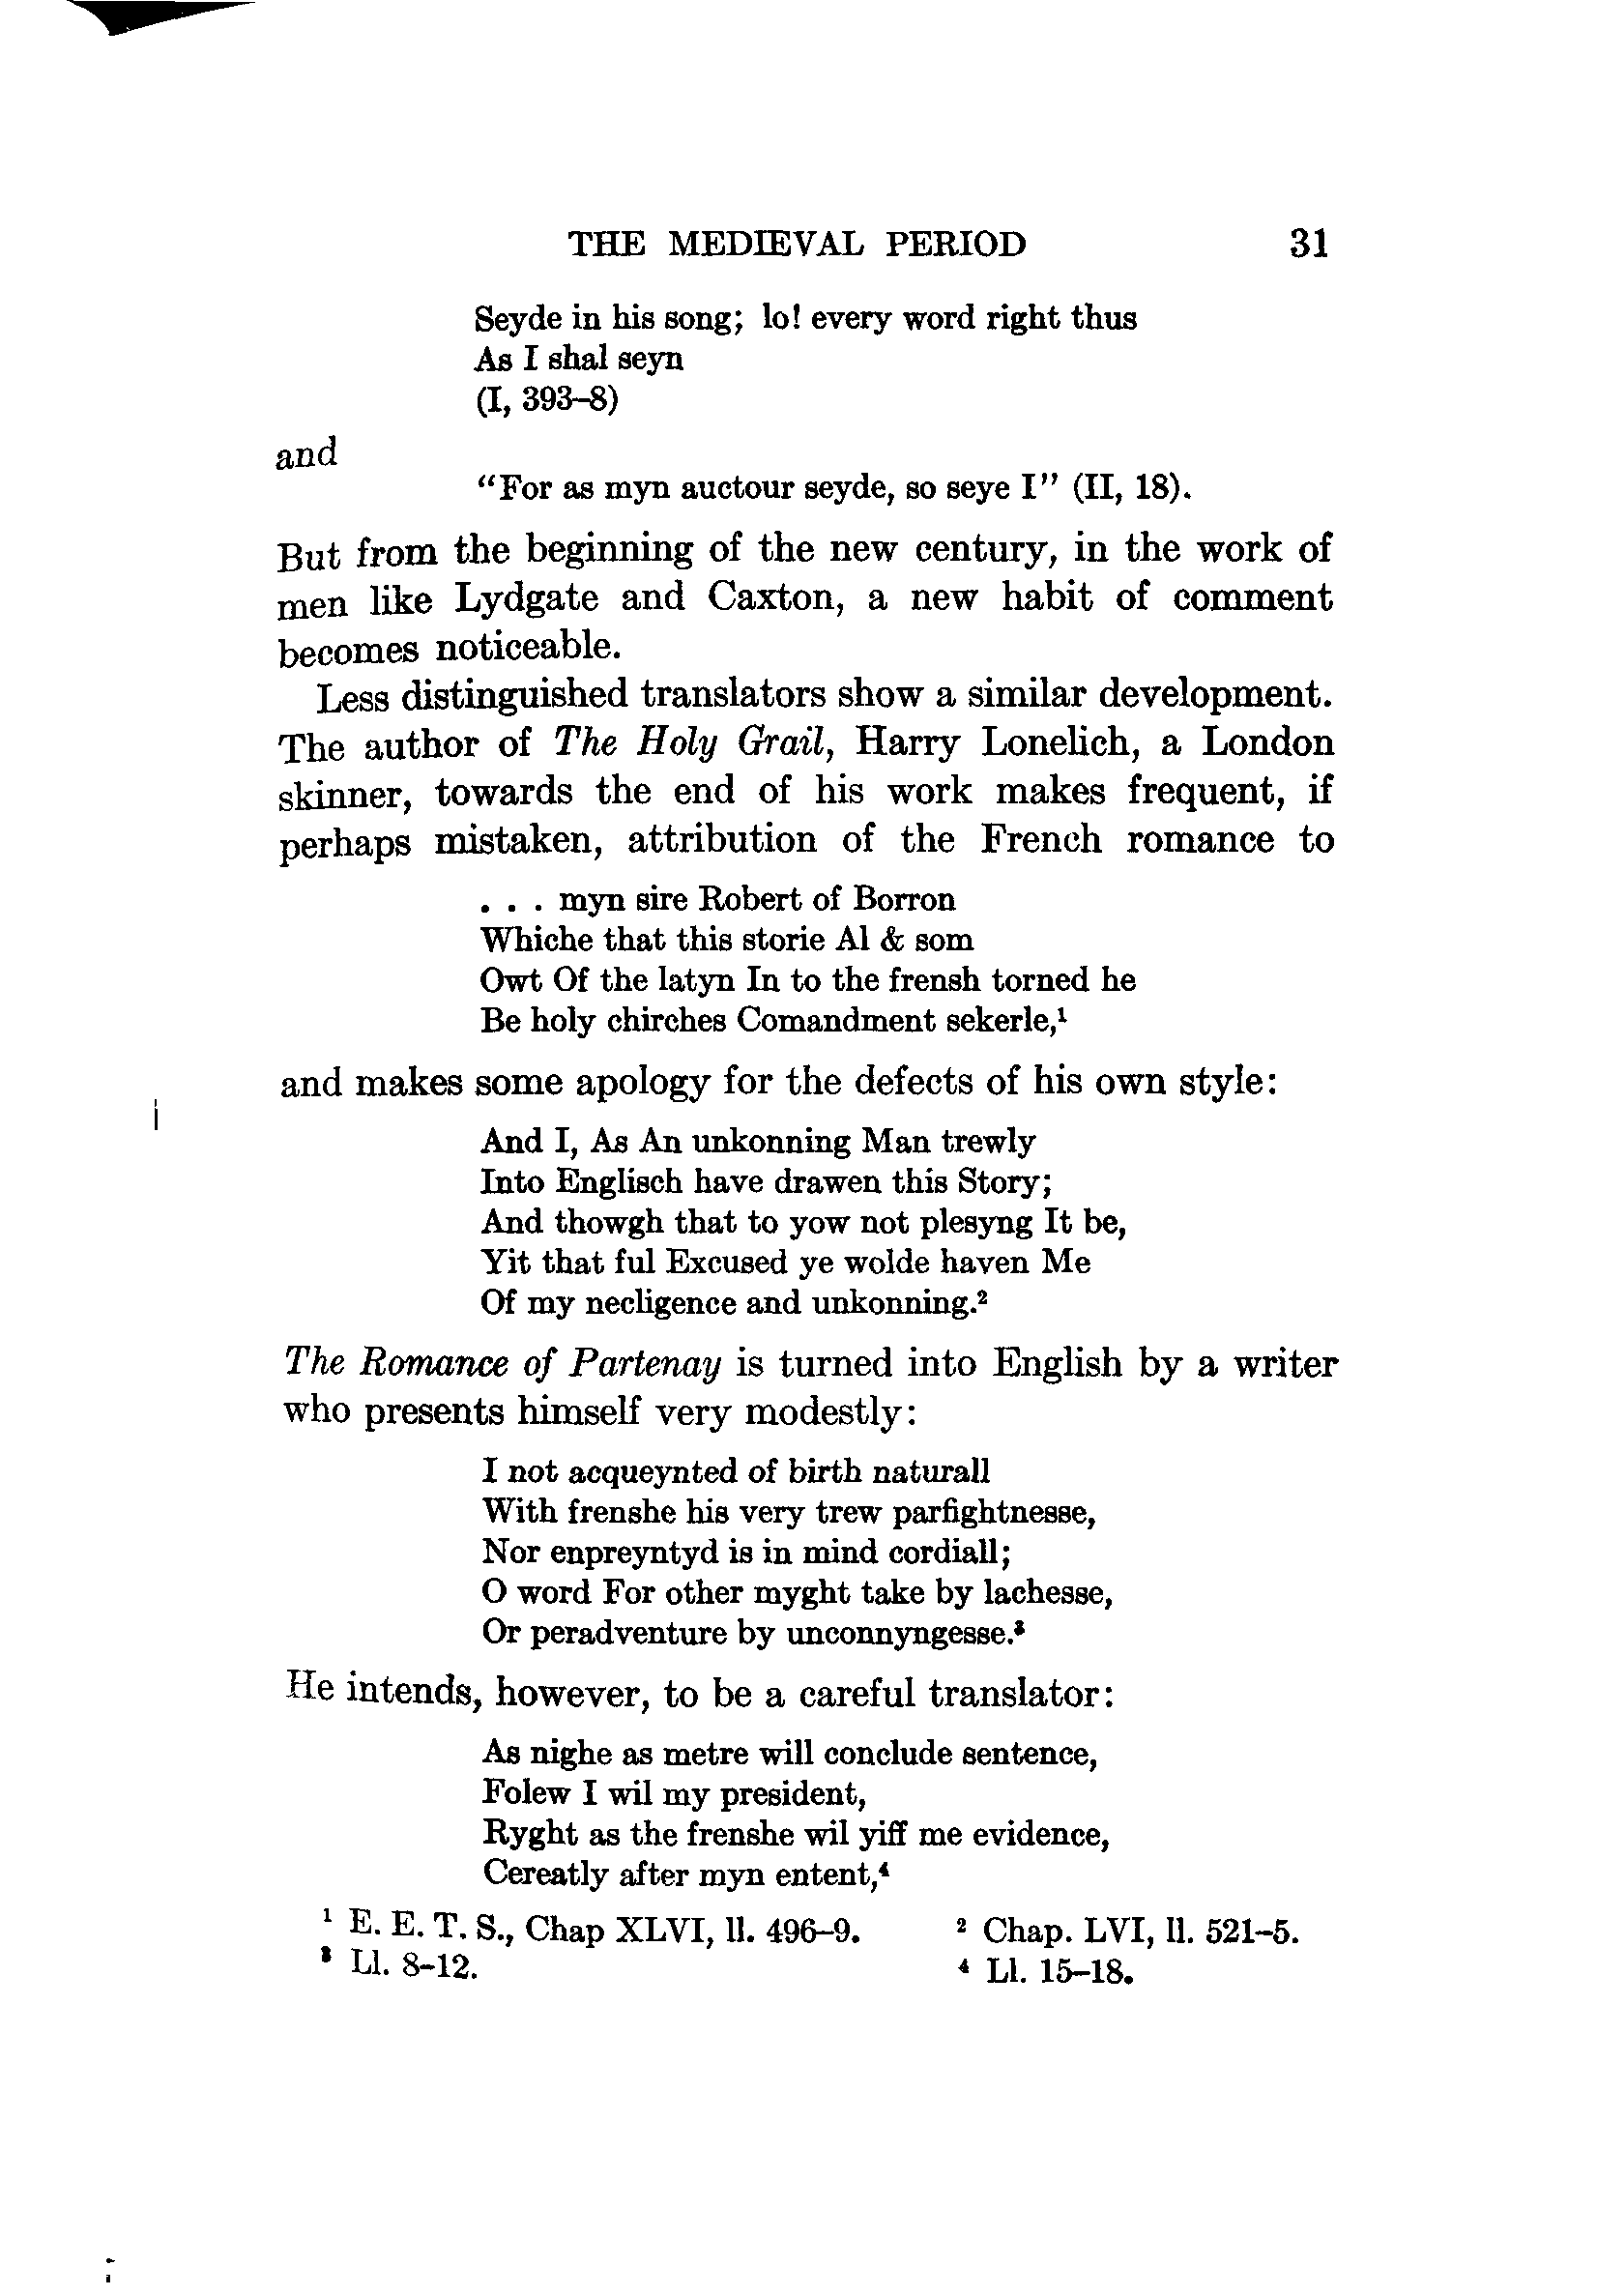 THE MEDIEVAL PERIOD 31
Seyde in his song; lo! every word right thus
As I shal seyn
(I, 393–8)
and
"For as myn auctour seyde, so seye I" (II, 18).
But from the beginning of the new century, in the work of
men like Lydgate and Caxton, a new habit of comment
becomes noticeable.
Less distinguished translators show a similar development.
The author of The Holy Grail, Harry Lonelich, a London
skinner, towards the end of his work makes frequent, if
perhaps mistaken, attribution of the French romance to
. . . myn sire Robert of Borron
Whiche that this storie Al & som
Owt Of the latyn In to the frensh torned he
Be holy chirches Comandment sekerle,¹
and makes some apology for the defects of his own style:
And I, As An unkonning Man trewly
Into Englisch have drawen this Story;
And thowgh that to yow not plesyng It be,
Yit that ful Excused ye wolde haven Me
Of my necligence and unkonning.²
The Romance of Partenay is turned into English by a writer
who presents himself very modestly:
I not acqueynted of birth naturall
With frenshe his very trew parfightnesse,
Nor enpreyntyd is in mind cordiall;
O word For other myght take by lachesse,
Or peradventure by unconnyngesse.³
He intends, however, to be a careful translator:
As nighe as metre will conclude sentence,
Folew I wil my president,
Ryght as the frenshe wil yiff me evidence,
Cereatly after myn entent,⁴
¹ E. E. T. S., Chap XLVI, ll. 496–9. ² Chap. LVI, ll. 521–5.
³ Ll. 8–12. ⁴ Ll. 15–18.